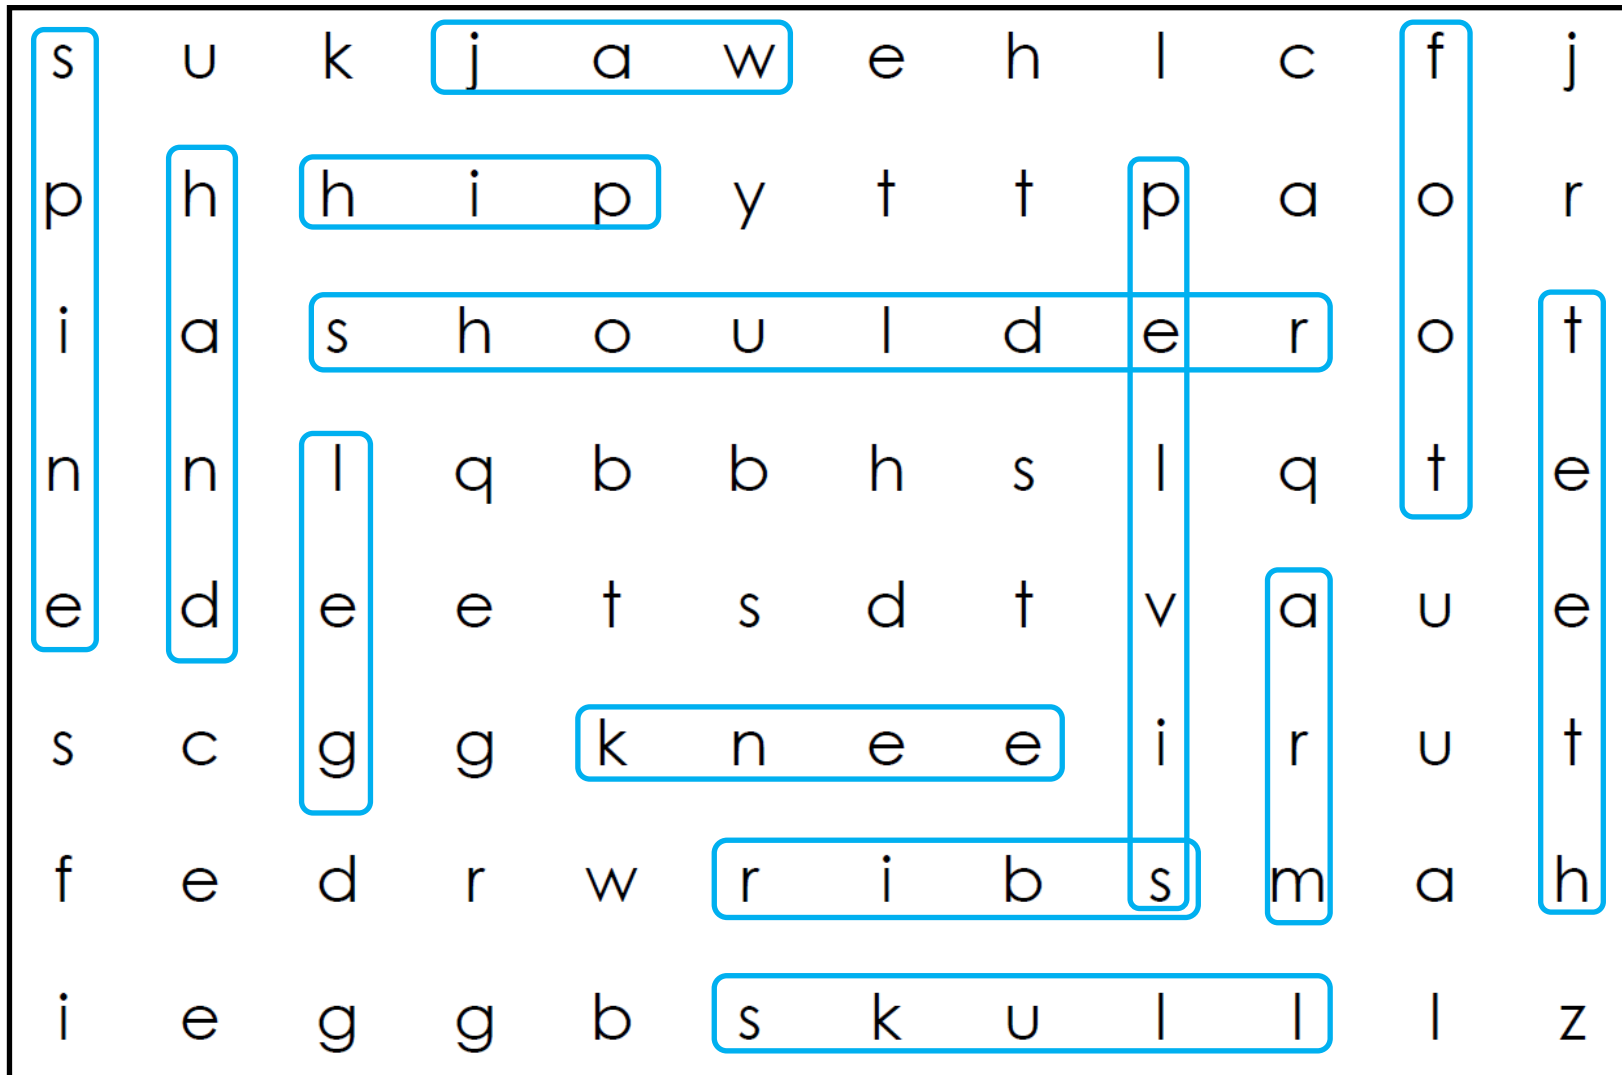 s u k j a w e h l c f j
p h h i p y t t p a o r
i a s h o u l d e r o t
n n l q b b h s l q t e
e d e e t s d t v a u e
s c g g k n e e i r u t
f e d r w r i b s m a h
i e g g b s k u l l l z